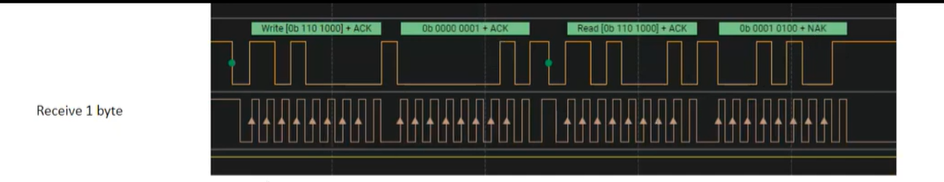 Write [0b 110 1000] + ACK
0b 0000 0001 + ACK
Read [0b 110 1000] + ACK
0b 0001 0100 + NAK
Receive 1 byte